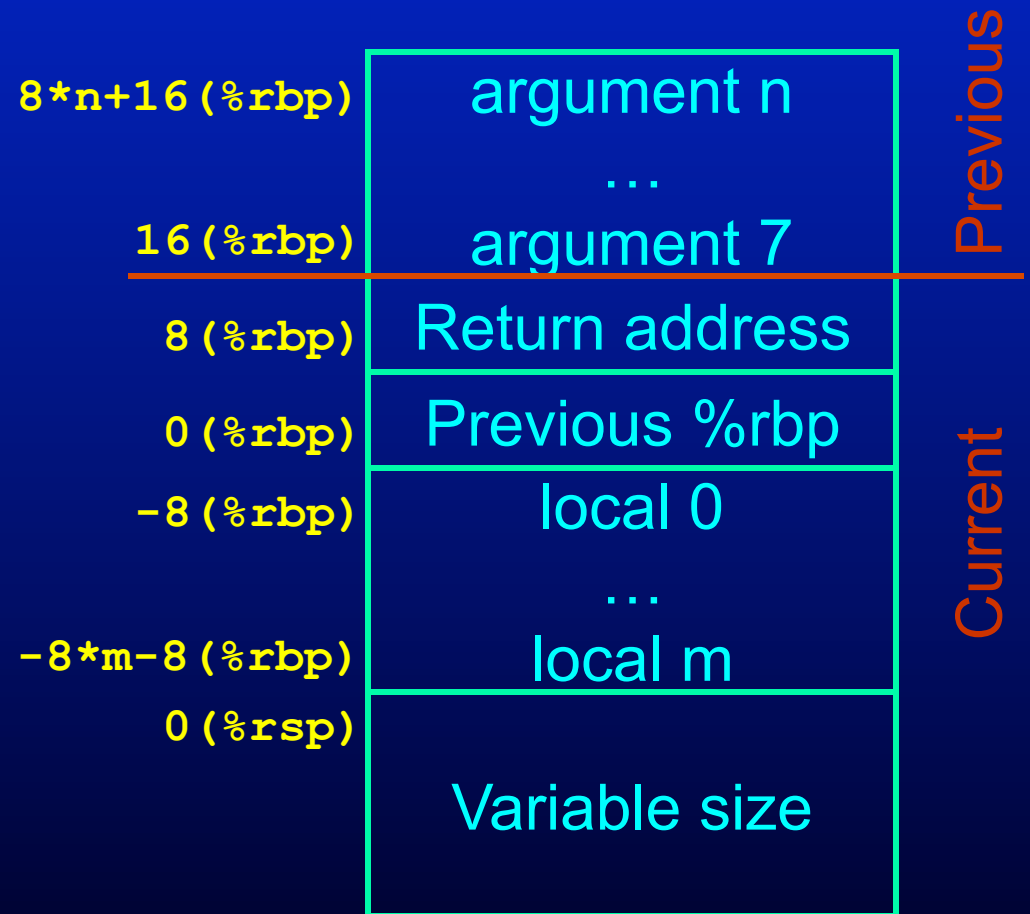 Previous
8*n+16(%rbp) argument n
…
16(%rbp) argument 7
8(%rbp) Return address
0(%rbp) Previous %rbp
Current
-8(%rbp) local 0
…
-8*m-8(%rbp) local m
0(%rsp)
Variable size